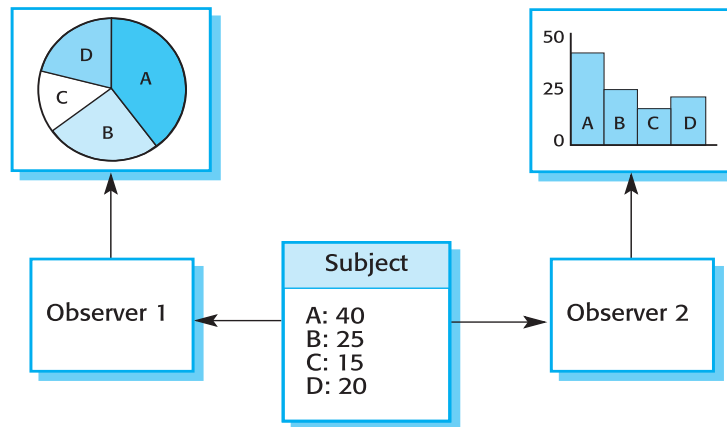 D
A
C
B
50
25
0
A
B
C
D
Observer 1
Subject
A: 40
B: 25
C: 15
D: 20
Observer 2